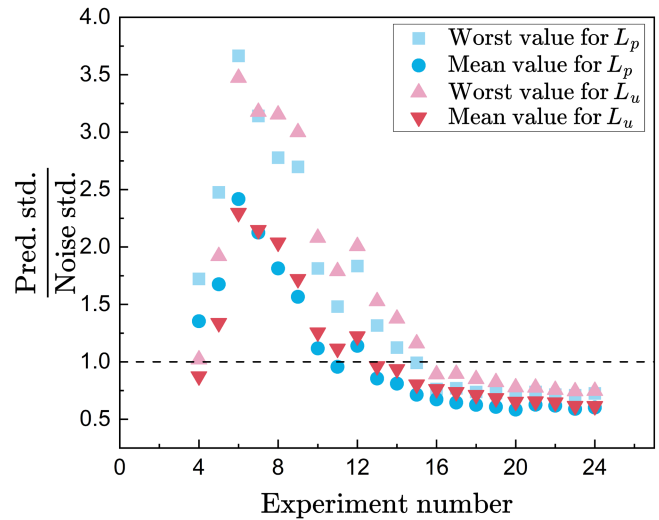 4.0
3.5
3.0
2.5
2.0
1.5
1.0
0.5
Pred. std.
Noise std.
Worst value for L_p
Mean value for L_p
Worst value for L_u
Mean value for L_u
0 4 8 12 16 20 24
Experiment number